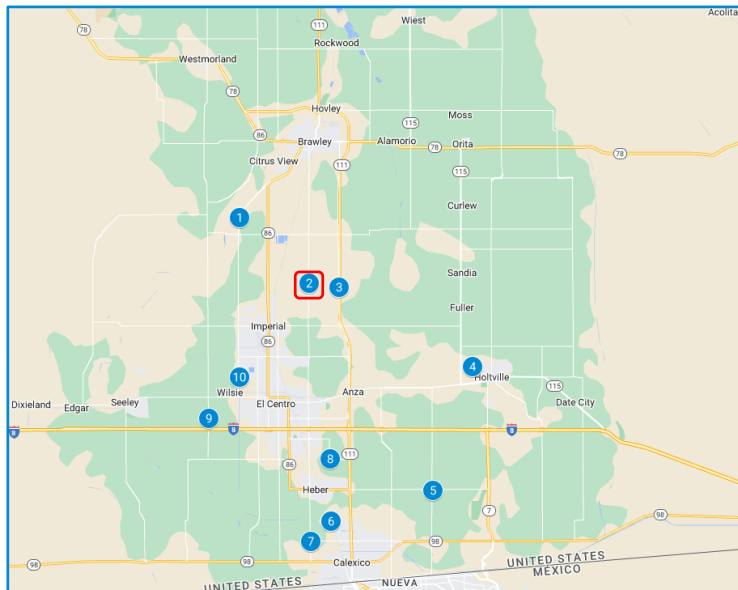 Acolita
Wiest
111
78
Rockwood
Westmorland
78
Hovley
115
Moss
86
Brawley
Alamorio
78
Orita
78
Citrus View
111
115
1
Curlew
86
2
3
Sandia
Fuller
Imperial
86
4
10
Wilsie
Anza
Holtville
115
Dixieland
Edgar
Seeley
El Centro
Date City
9
8
8
8
8
111
86
Heber
5
7
6
98
7
98
98
98
Calexico
UNITED STATES
MÉXICO
UNITED STATES
NUEVA